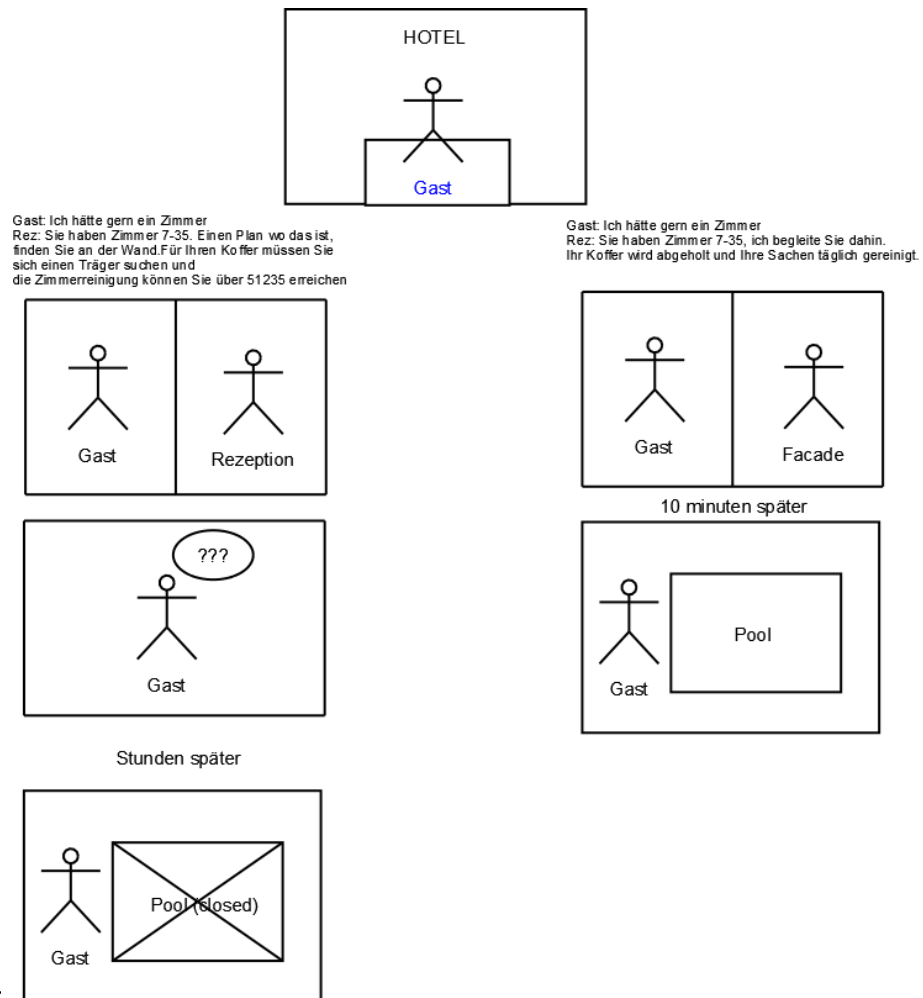 HOTEL
Gast
Gast: Ich hätte gern ein Zimmer
Rez: Sie haben Zimmer 7-35. Einen Plan wo das ist,
finden Sie an der Wand.Für Ihren Koffer müssen Sie
sich einen Träger suchen und
die Zimmerreinigung können Sie über 51235 erreichen
Gast
Rezeption
???
Gast
Stunden später
Pool (closed)
Gast
Gast: Ich hätte gern ein Zimmer
Rez: Sie haben Zimmer 7-35, ich begleite Sie dahin.
Ihr Koffer wird abgeholt und Ihre Sachen täglich gereinigt.
Gast
Facade
10 minuten später
Pool
Gast